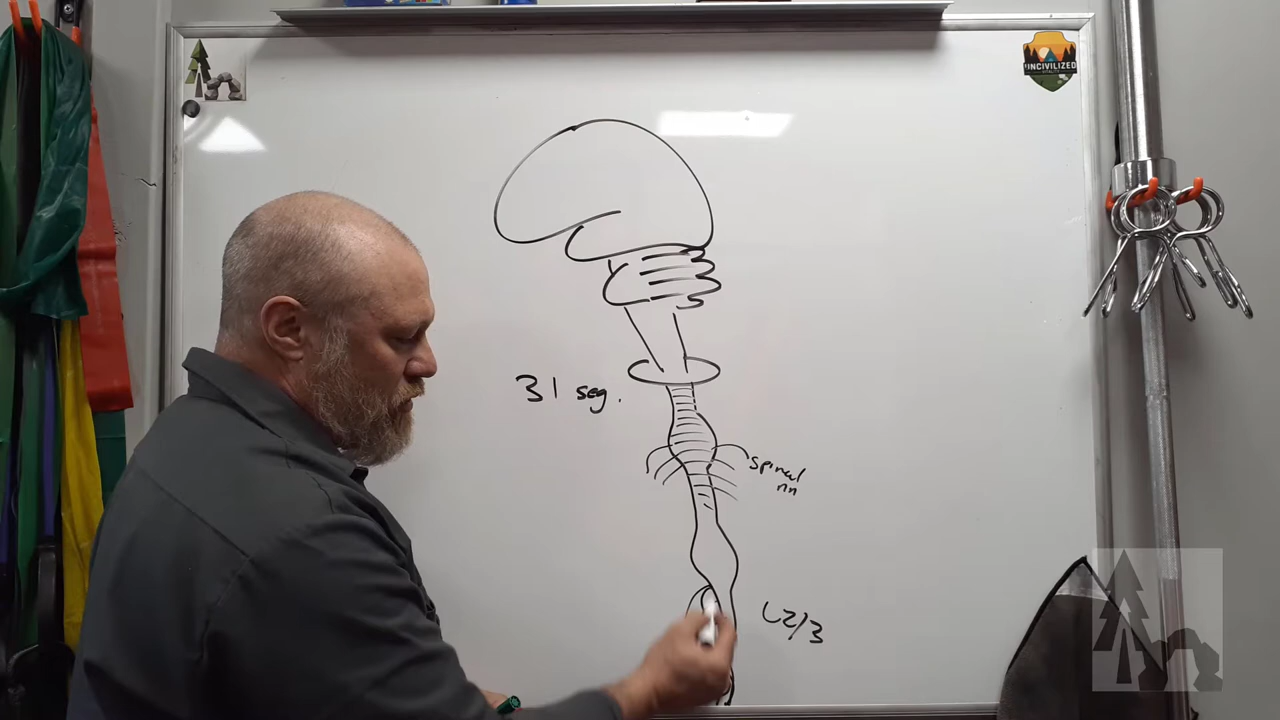 UNCIVILIZED
31 seg.
spinal
nn
L2/3